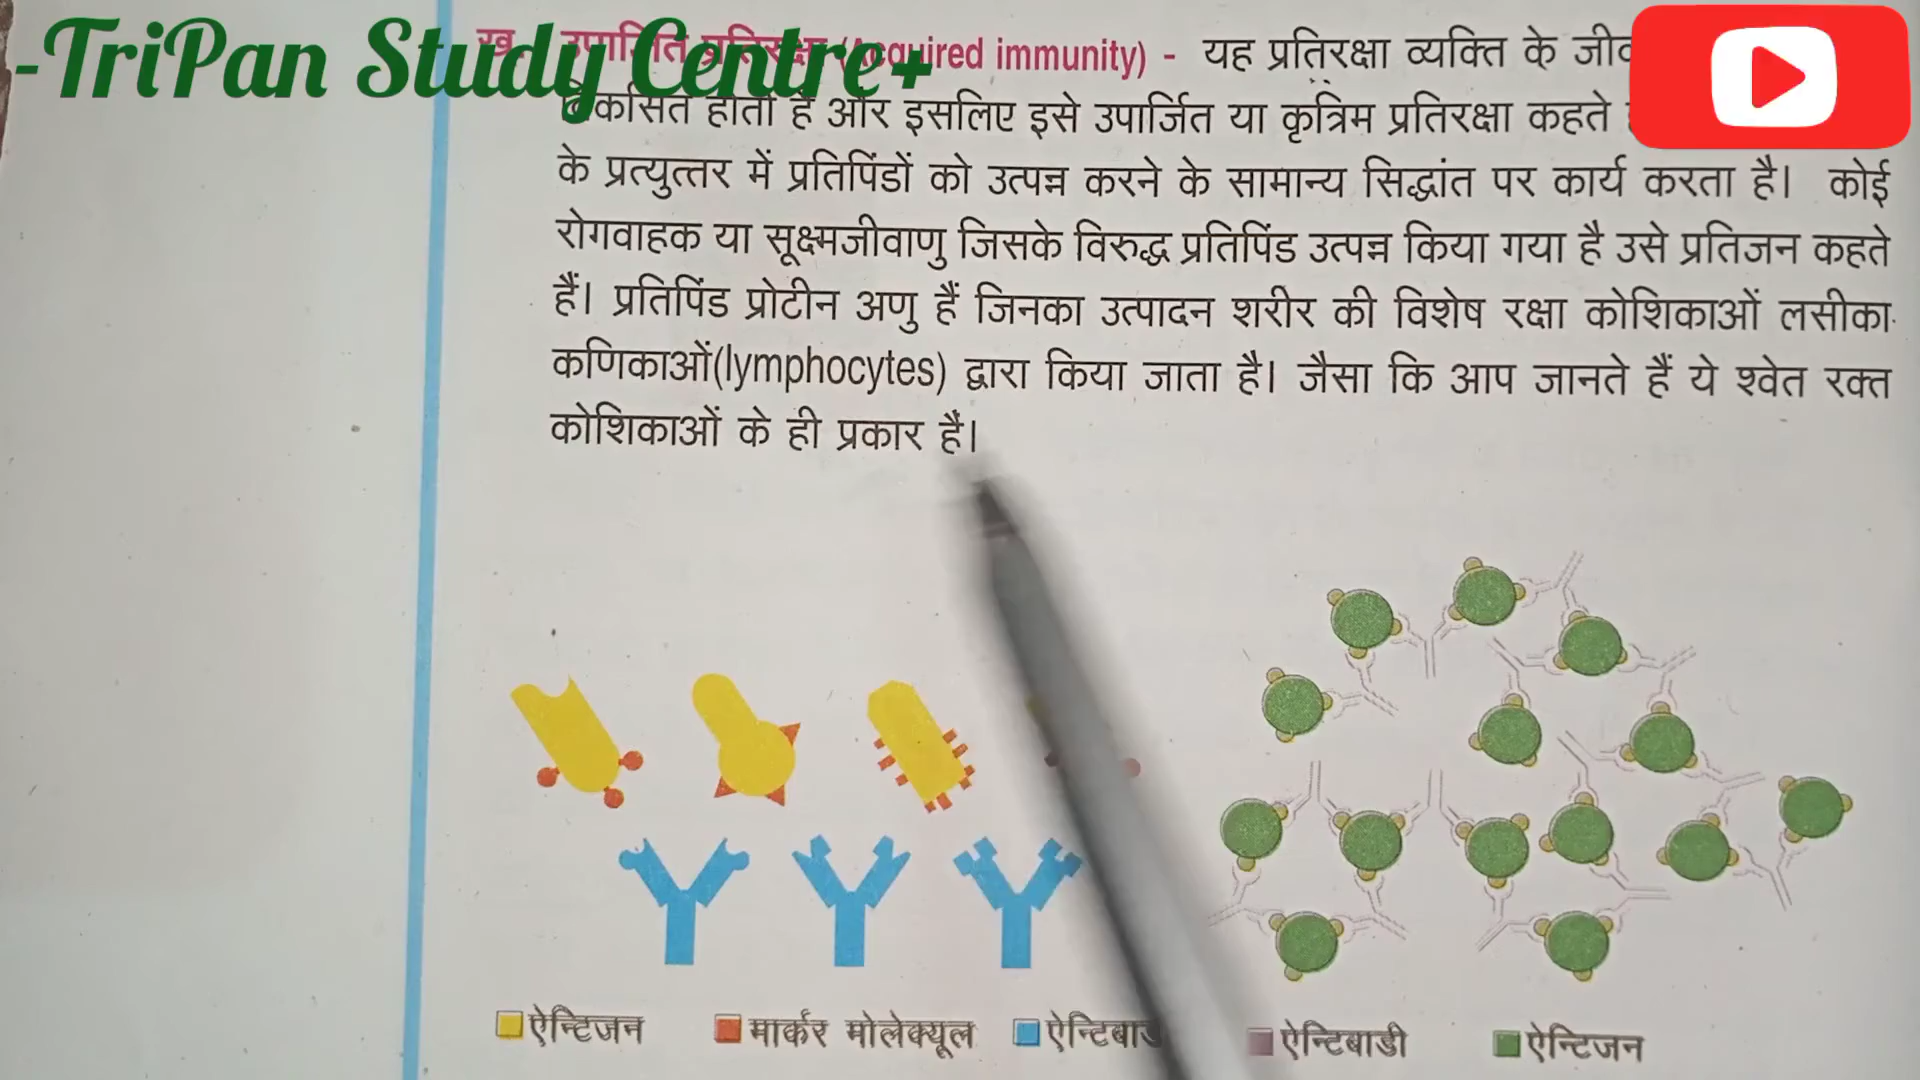 -TriPan Study Centre+
ख. उपार्जित प्रतिरक्षा (Acquired immunity) - यह प्रतिरक्षा व्यक्ति के
विकसित होती है और इसलिए इसे उपार्जित या कृत्रिम प्रतिरक्षा कहते
के प्रत्युत्तर में प्रतिपिंडों को उत्पन्न करने के सामान्य सिद्धांत पर कार्य करता है। कोई
रोगवाहक या सूक्ष्मजीवाणु जिसके विरुद्ध प्रतिपिंड उत्पन्न किया गया है उसे प्रतिजन कहते
हैं। प्रतिपिंड प्रोटीन अणु हैं जिनका उत्पादन शरीर की विशेष रक्षा कोशिकाओं लसीका
कणिकाओं(lymphocytes) द्वारा किया जाता है। जैसा कि आप जानते हैं ये श्वेत रक्त
कोशिकाओं के ही प्रकार हैं।
ऐन्टिजन मार्कर मोलेक्यूल ऐन्टिबाडी ऐन्टिजन